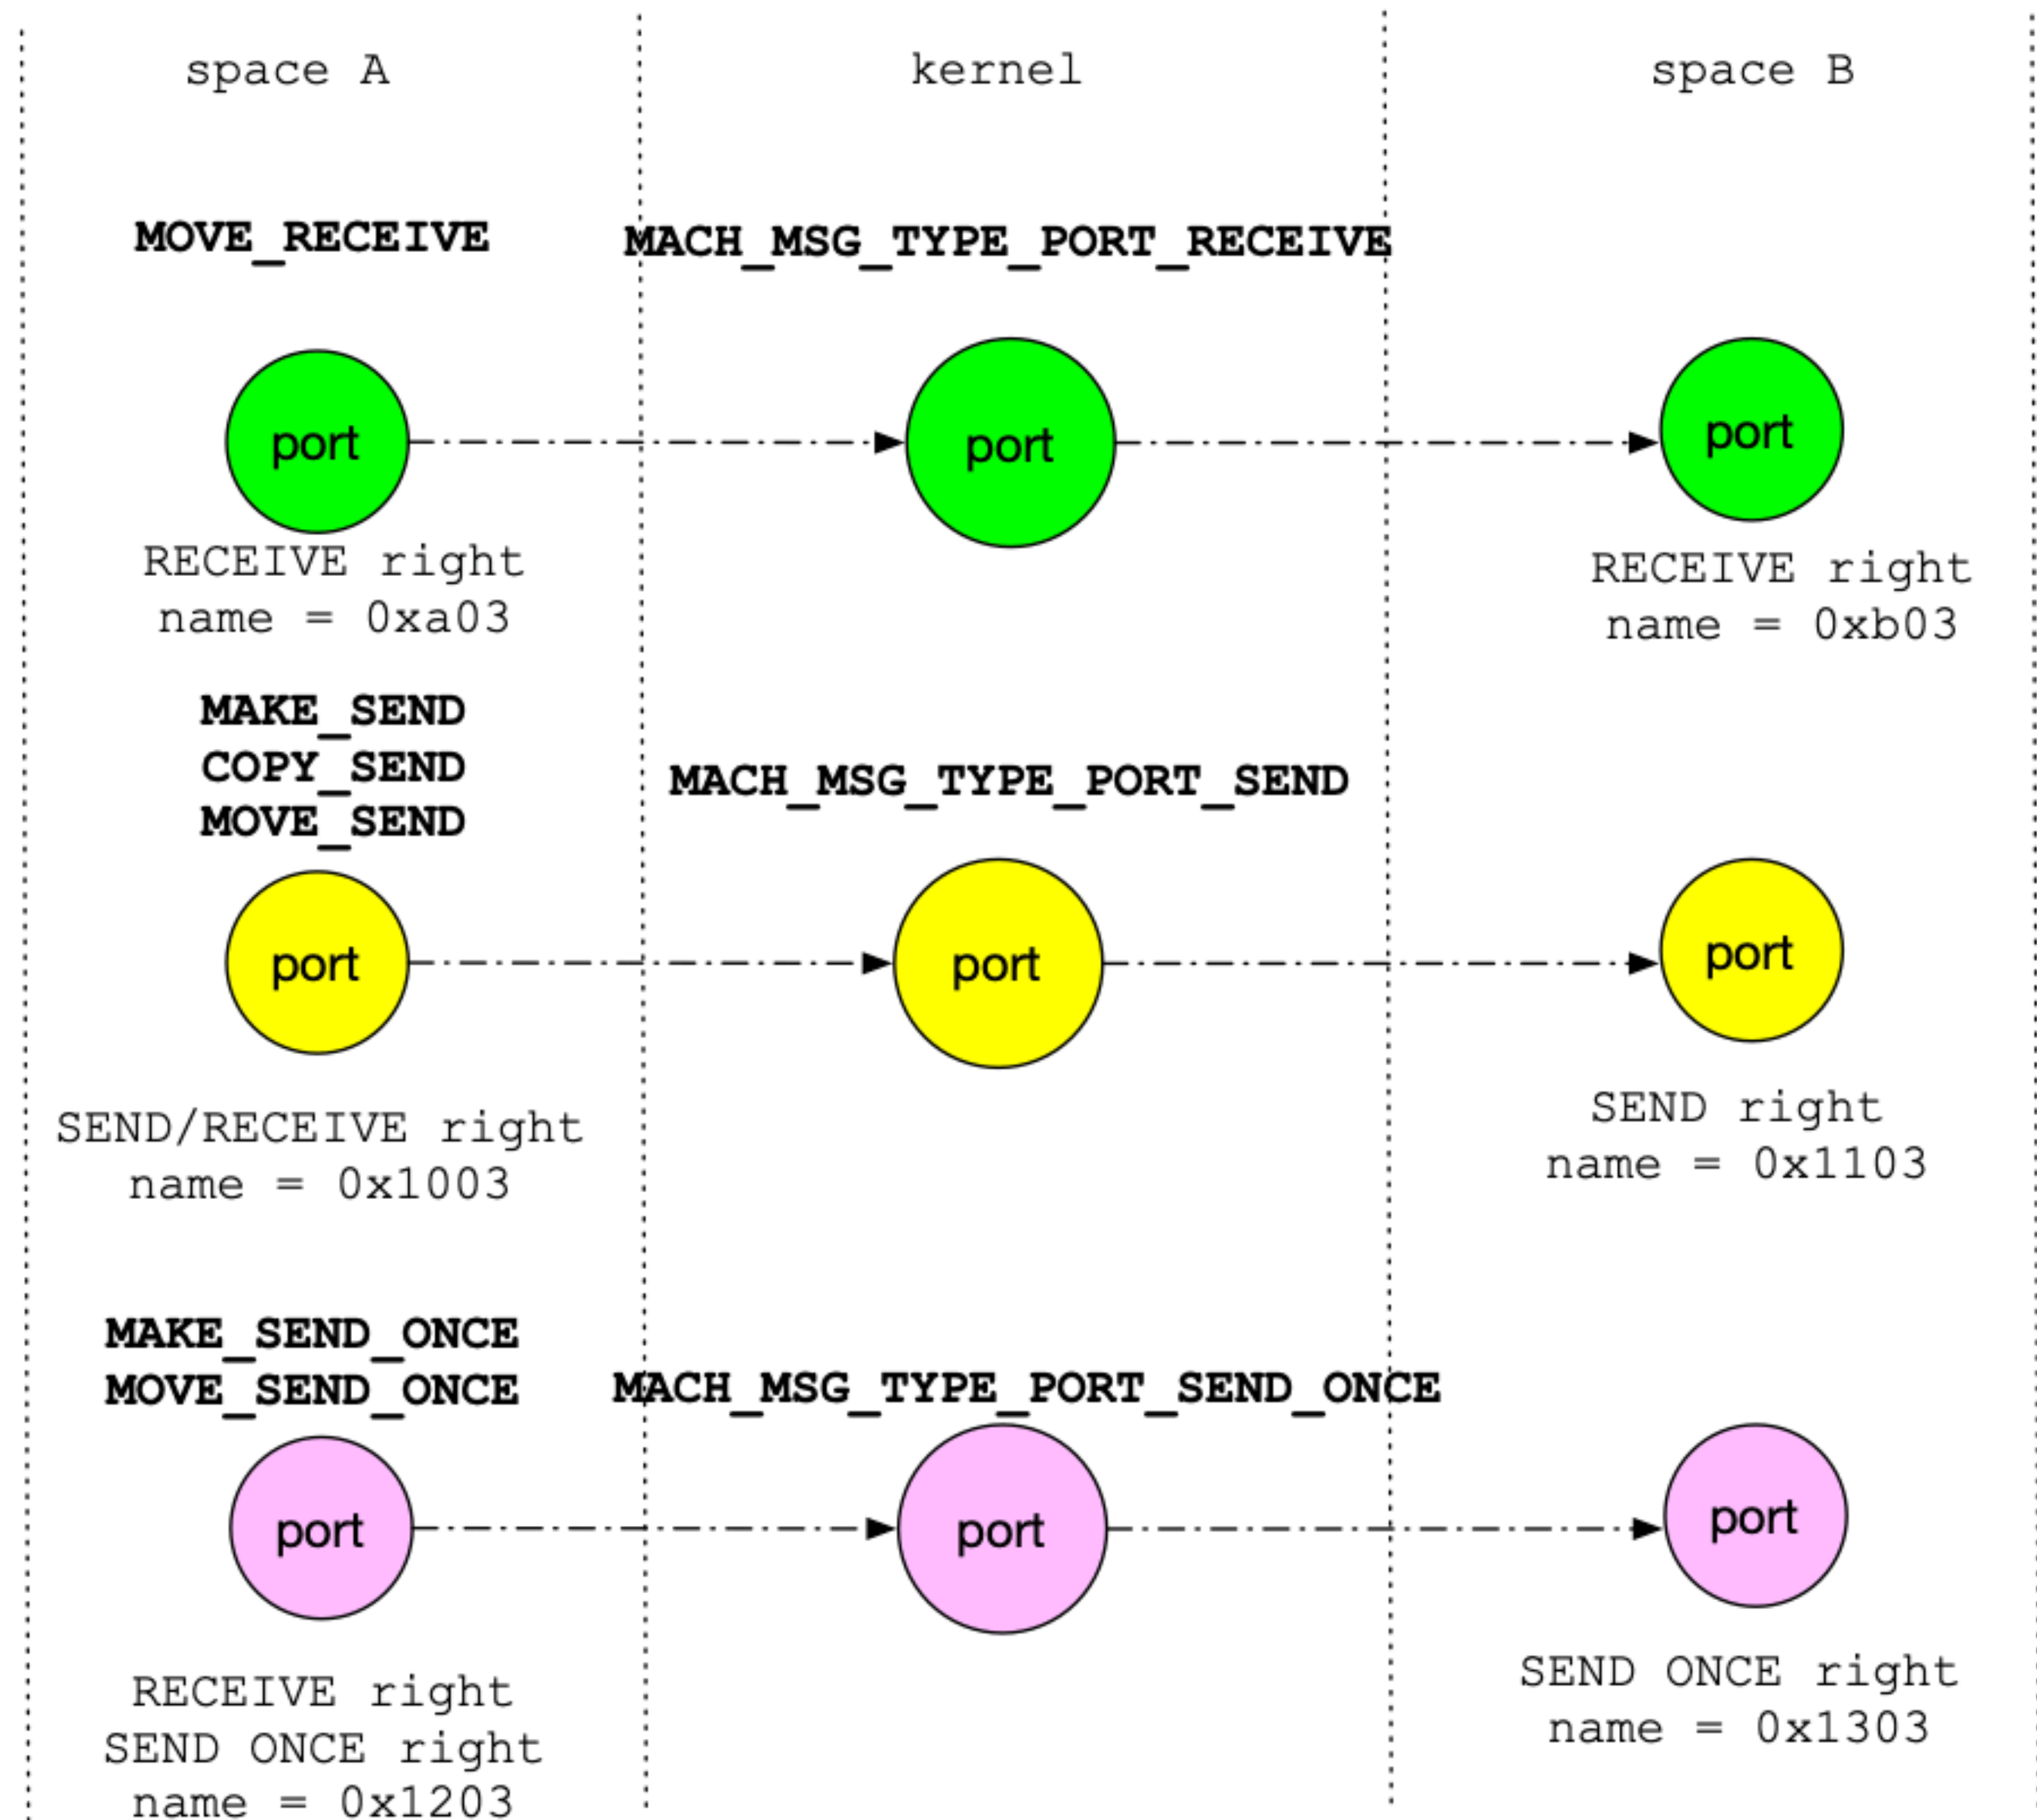 space A
kernel
space B
MOVE_RECEIVE
MACH_MSG_TYPE_PORT_RECEIVE
port
port
port
RECEIVE right
name = 0xa03
RECEIVE right
name = 0xb03
MAKE_SEND
COPY_SEND
MOVE_SEND
MACH_MSG_TYPE_PORT_SEND
port
port
port
SEND/RECEIVE right
name = 0x1003
SEND right
name = 0x1103
MAKE_SEND_ONCE
MOVE_SEND_ONCE
MACH_MSG_TYPE_PORT_SEND_ONCE
port
port
port
RECEIVE right
SEND ONCE right
name = 0x1203
SEND ONCE right
name = 0x1303